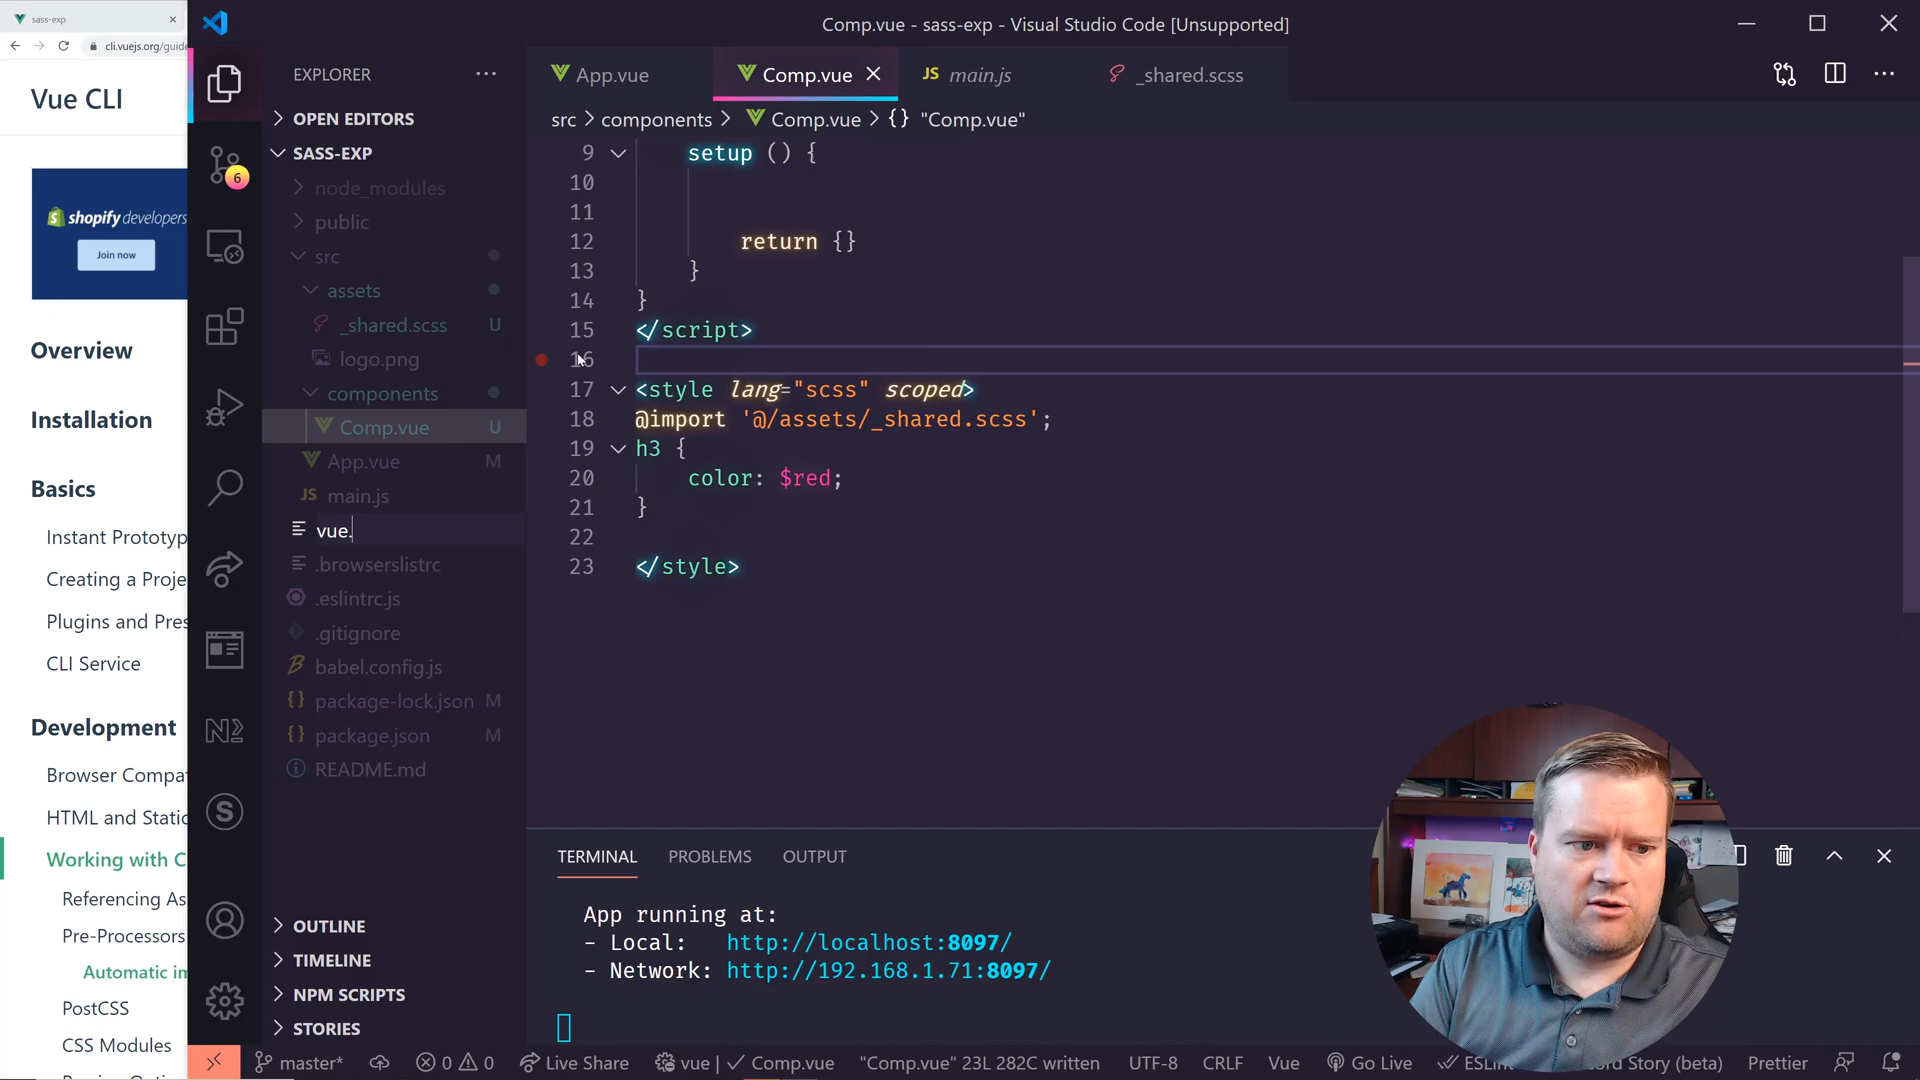 sass-exp
cli.vuejs.org/guide
Vue CLI
shopify developers
Join now
Overview
Installation
Basics
Instant Prototyp
Creating a Proje
Plugins and Pres
CLI Service
Development
Browser Compat
HTML and Static
Working with C
Referencing As
Pre-Processors
Automatic im
PostCSS
CSS Modules
Comp.vue - sass-exp - Visual Studio Code [Unsupported]
EXPLORER
OPEN EDITORS
SASS-EXP
node_modules
public
src
assets
_shared.scss U
logo.png
components
Comp.vue U
App.vue M
JS main.js
vue.
.browserslistrc
.eslintrc.js
.gitignore
babel.config.js
package-lock.json M
package.json M
README.md
OUTLINE
TIMELINE
NPM SCRIPTS
STORIES
6
App.vue
Comp.vue
JS main.js
_shared.scss
src > components > Comp.vue > {} "Comp.vue"
9 setup () {
10
11
12 return {}
13 }
14 }
15 </script>
16
17 <style lang="scss" scoped>
18 @import '@/assets/_shared.scss';
19 h3 {
20 color: $red;
21 }
22
23 </style>
TERMINAL PROBLEMS OUTPUT
App running at:
- Local: http://localhost:8097/
- Network: http://192.168.1.71:8097/
master* 0 0 Live Share vue | ✓ Comp.vue "Comp.vue" 23L 282C written UTF-8 CRLF Vue Go Live ESLin ord Story (beta) Prettier